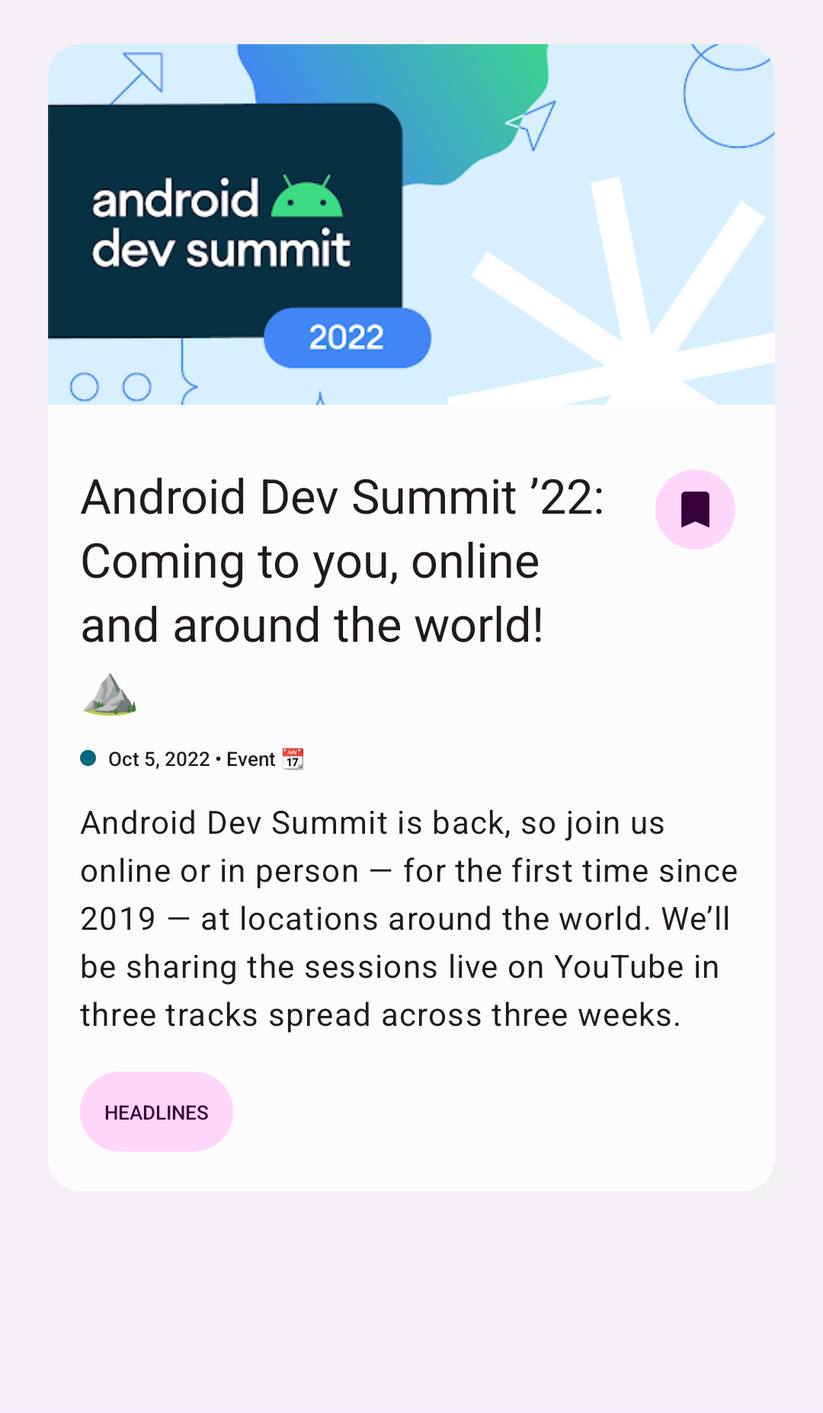 android
dev summit
2022
Android Dev Summit ’22:
Coming to you, online
and around the world!
⛰️
Oct 5, 2022 • Event 📆
Android Dev Summit is back, so join us
online or in person — for the first time since
2019 — at locations around the world. We’ll
be sharing the sessions live on YouTube in
three tracks spread across three weeks.
HEADLINES